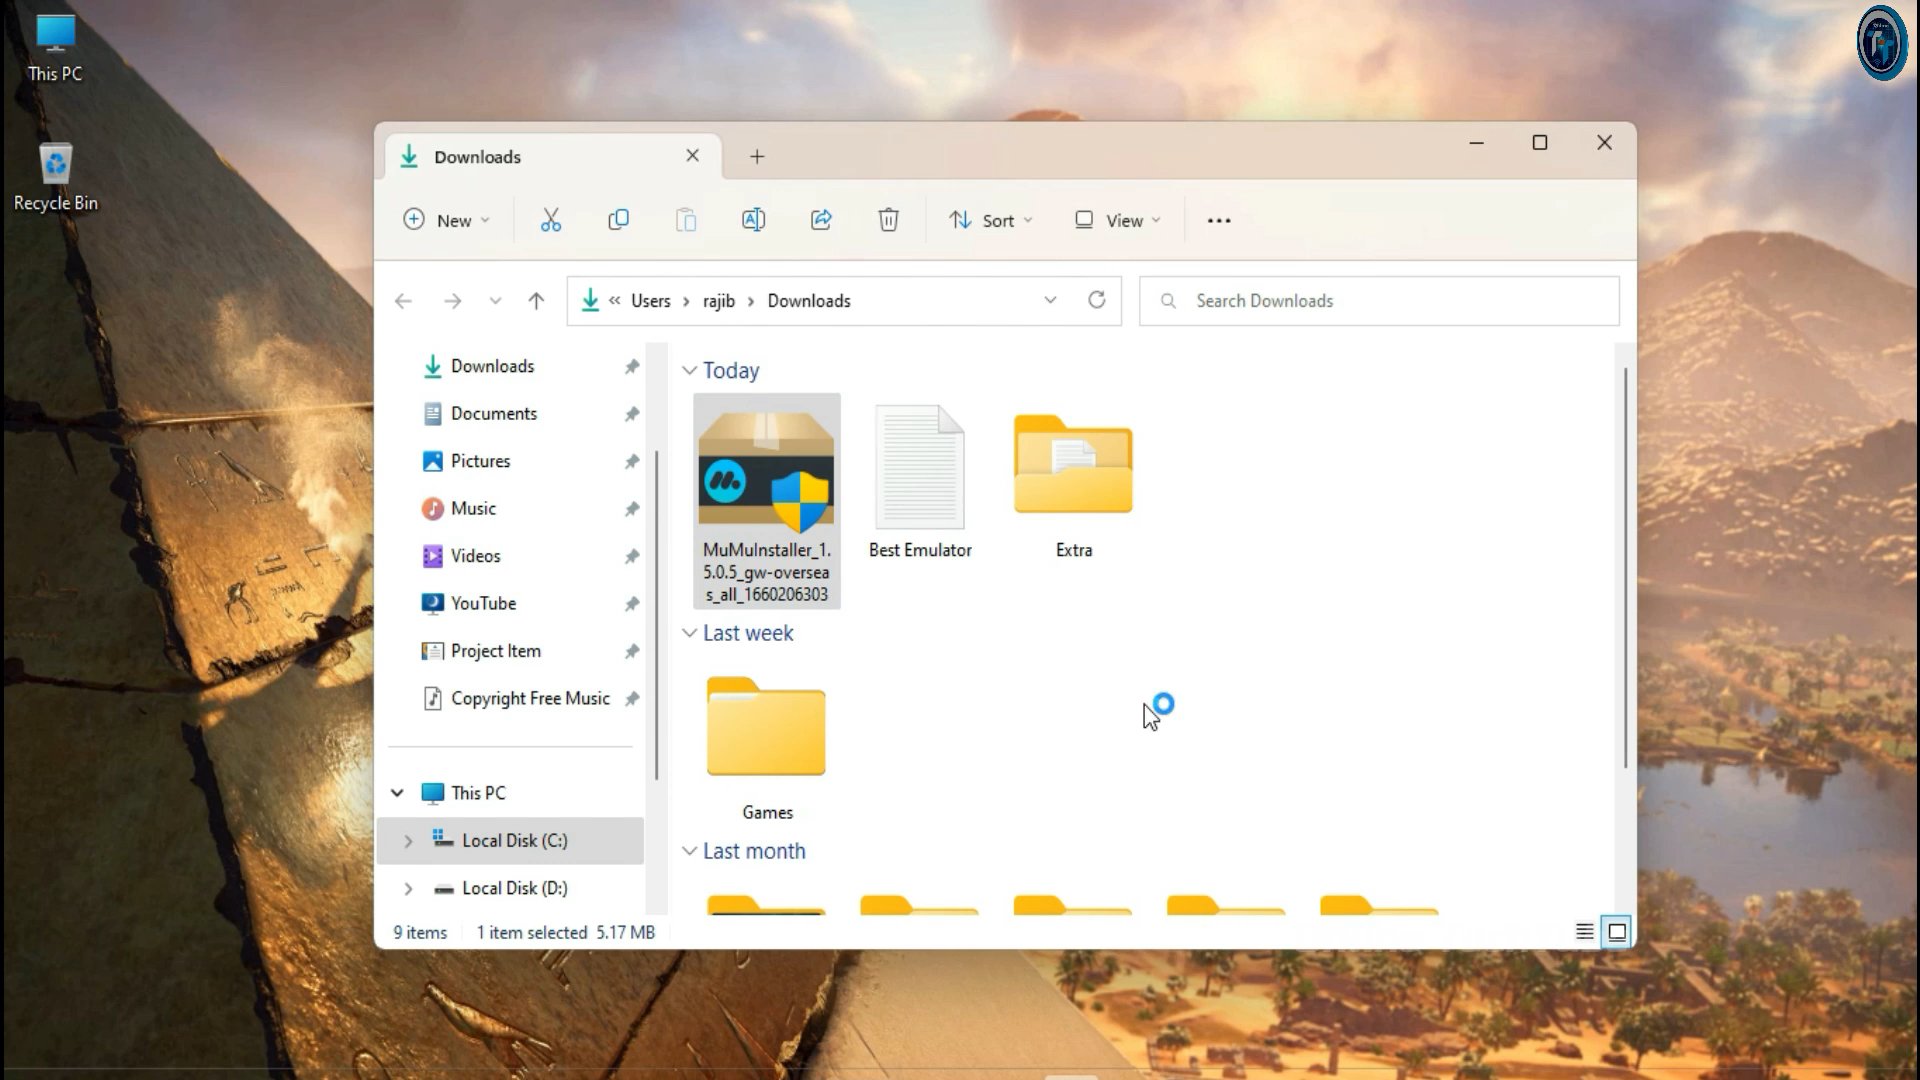 This PC
Recycle Bin
Downloads
New
Sort
View
Users
rajib
Downloads
Search Downloads
Downloads
Documents
Pictures
Music
Videos
YouTube
Project Item
Copyright Free Music
This PC
Local Disk (C:)
Local Disk (D:)
Today
MuMuInstaller_1.
5.0.5_gw-oversea
s_all_1660206303
Best Emulator
Extra
Last week
Games
Last month
9 items
1 item selected 5.17 MB